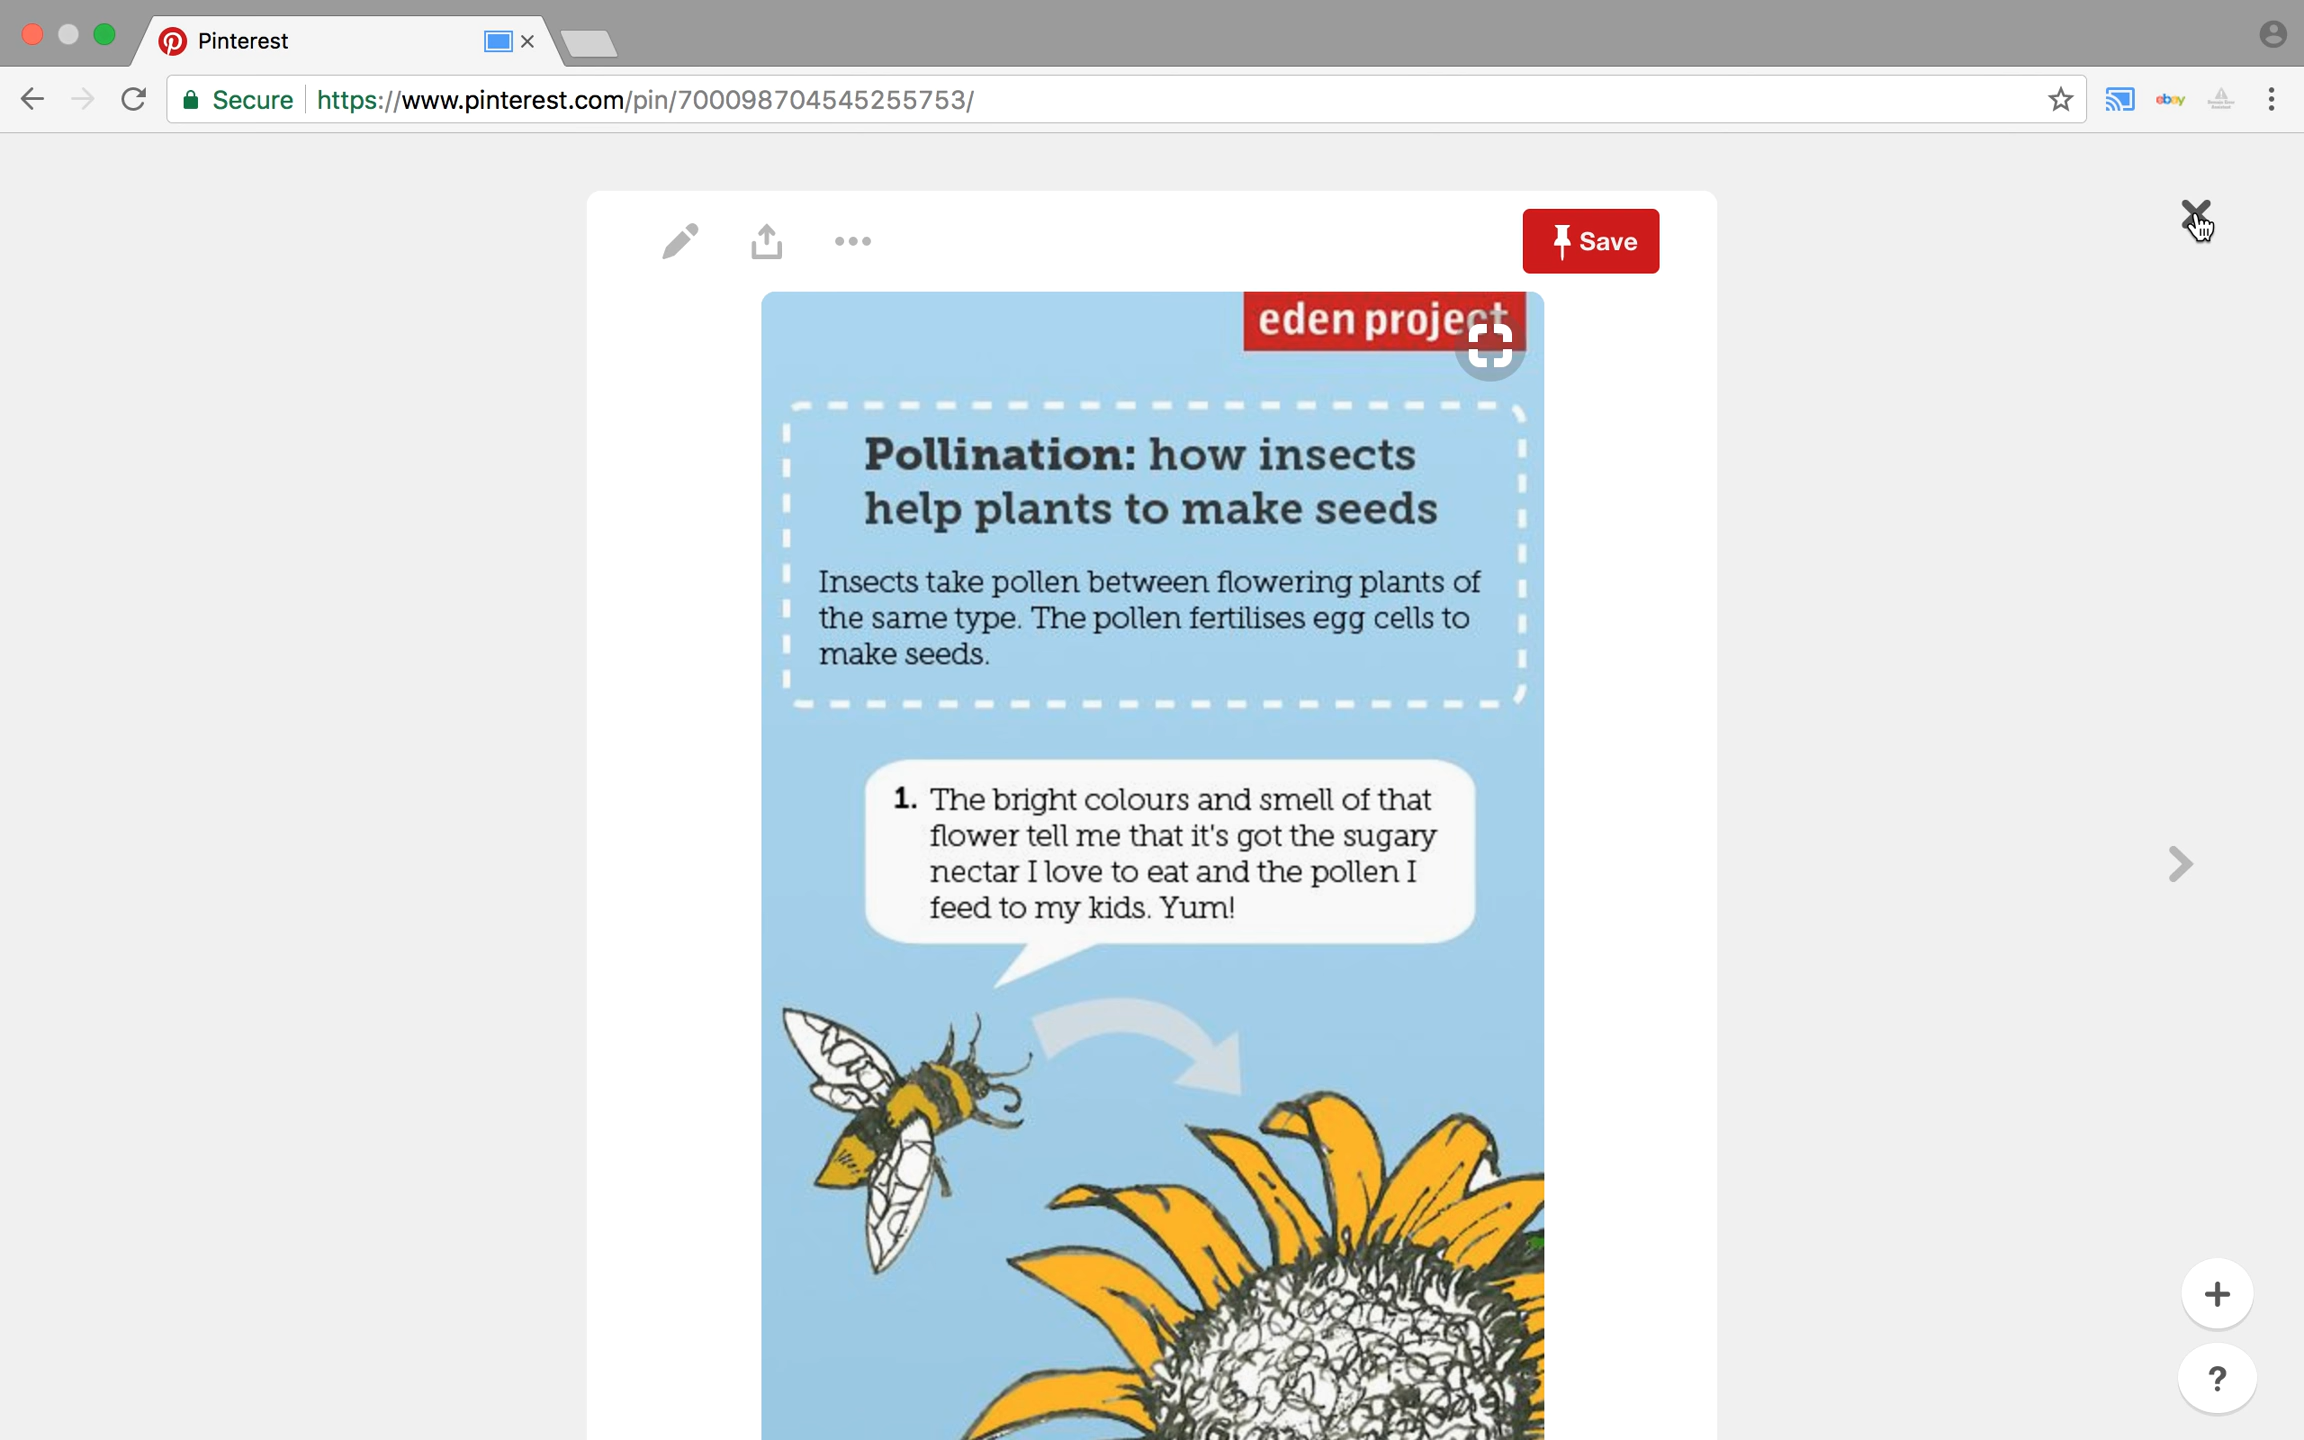 Pinterest
Secure https://www.pinterest.com/pin/700098704545255753/
ebay
Save
eden project
Pollination: how insects
help plants to make seeds
Insects take pollen between flowering plants of
the same type. The pollen fertilises egg cells to
make seeds.
1. The bright colours and smell of that
flower tell me that it's got the sugary
nectar I love to eat and the pollen I
feed to my kids. Yum!
?